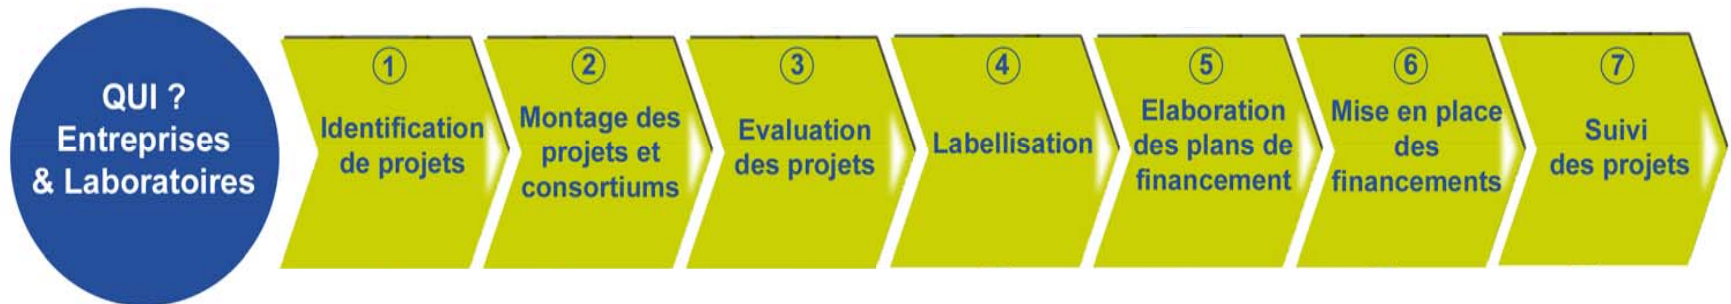 QUI ?
Entreprises
& Laboratoires
1
Identification
de projets
2
Montage des
projets et
consortiums
3
Evaluation
des projets
4
Labellisation
5
Elaboration
des plans de
financement
6
Mise en place
des
financements
7
Suivi
des projets